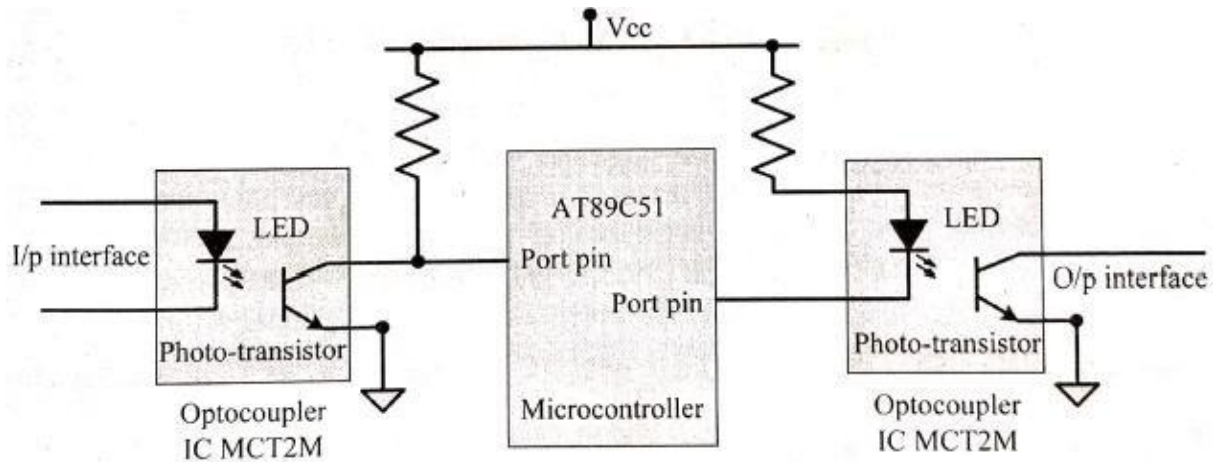 Vcc
LED
I/p interface
Photo-transistor
Optocoupler
IC MCT2M
AT89C51
Port pin
Port pin
Microcontroller
LED
O/p interface
Photo-transistor
Optocoupler
IC MCT2M